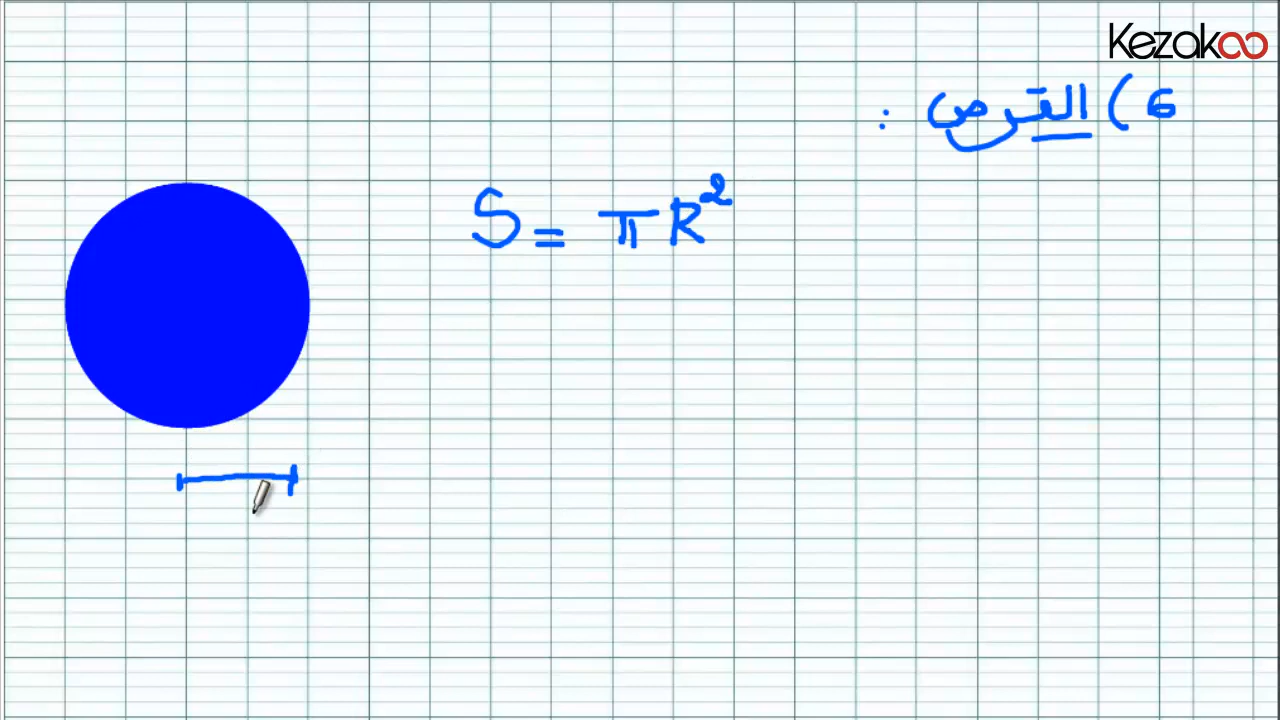 Kezakoo
6) القرص :
S = πR²